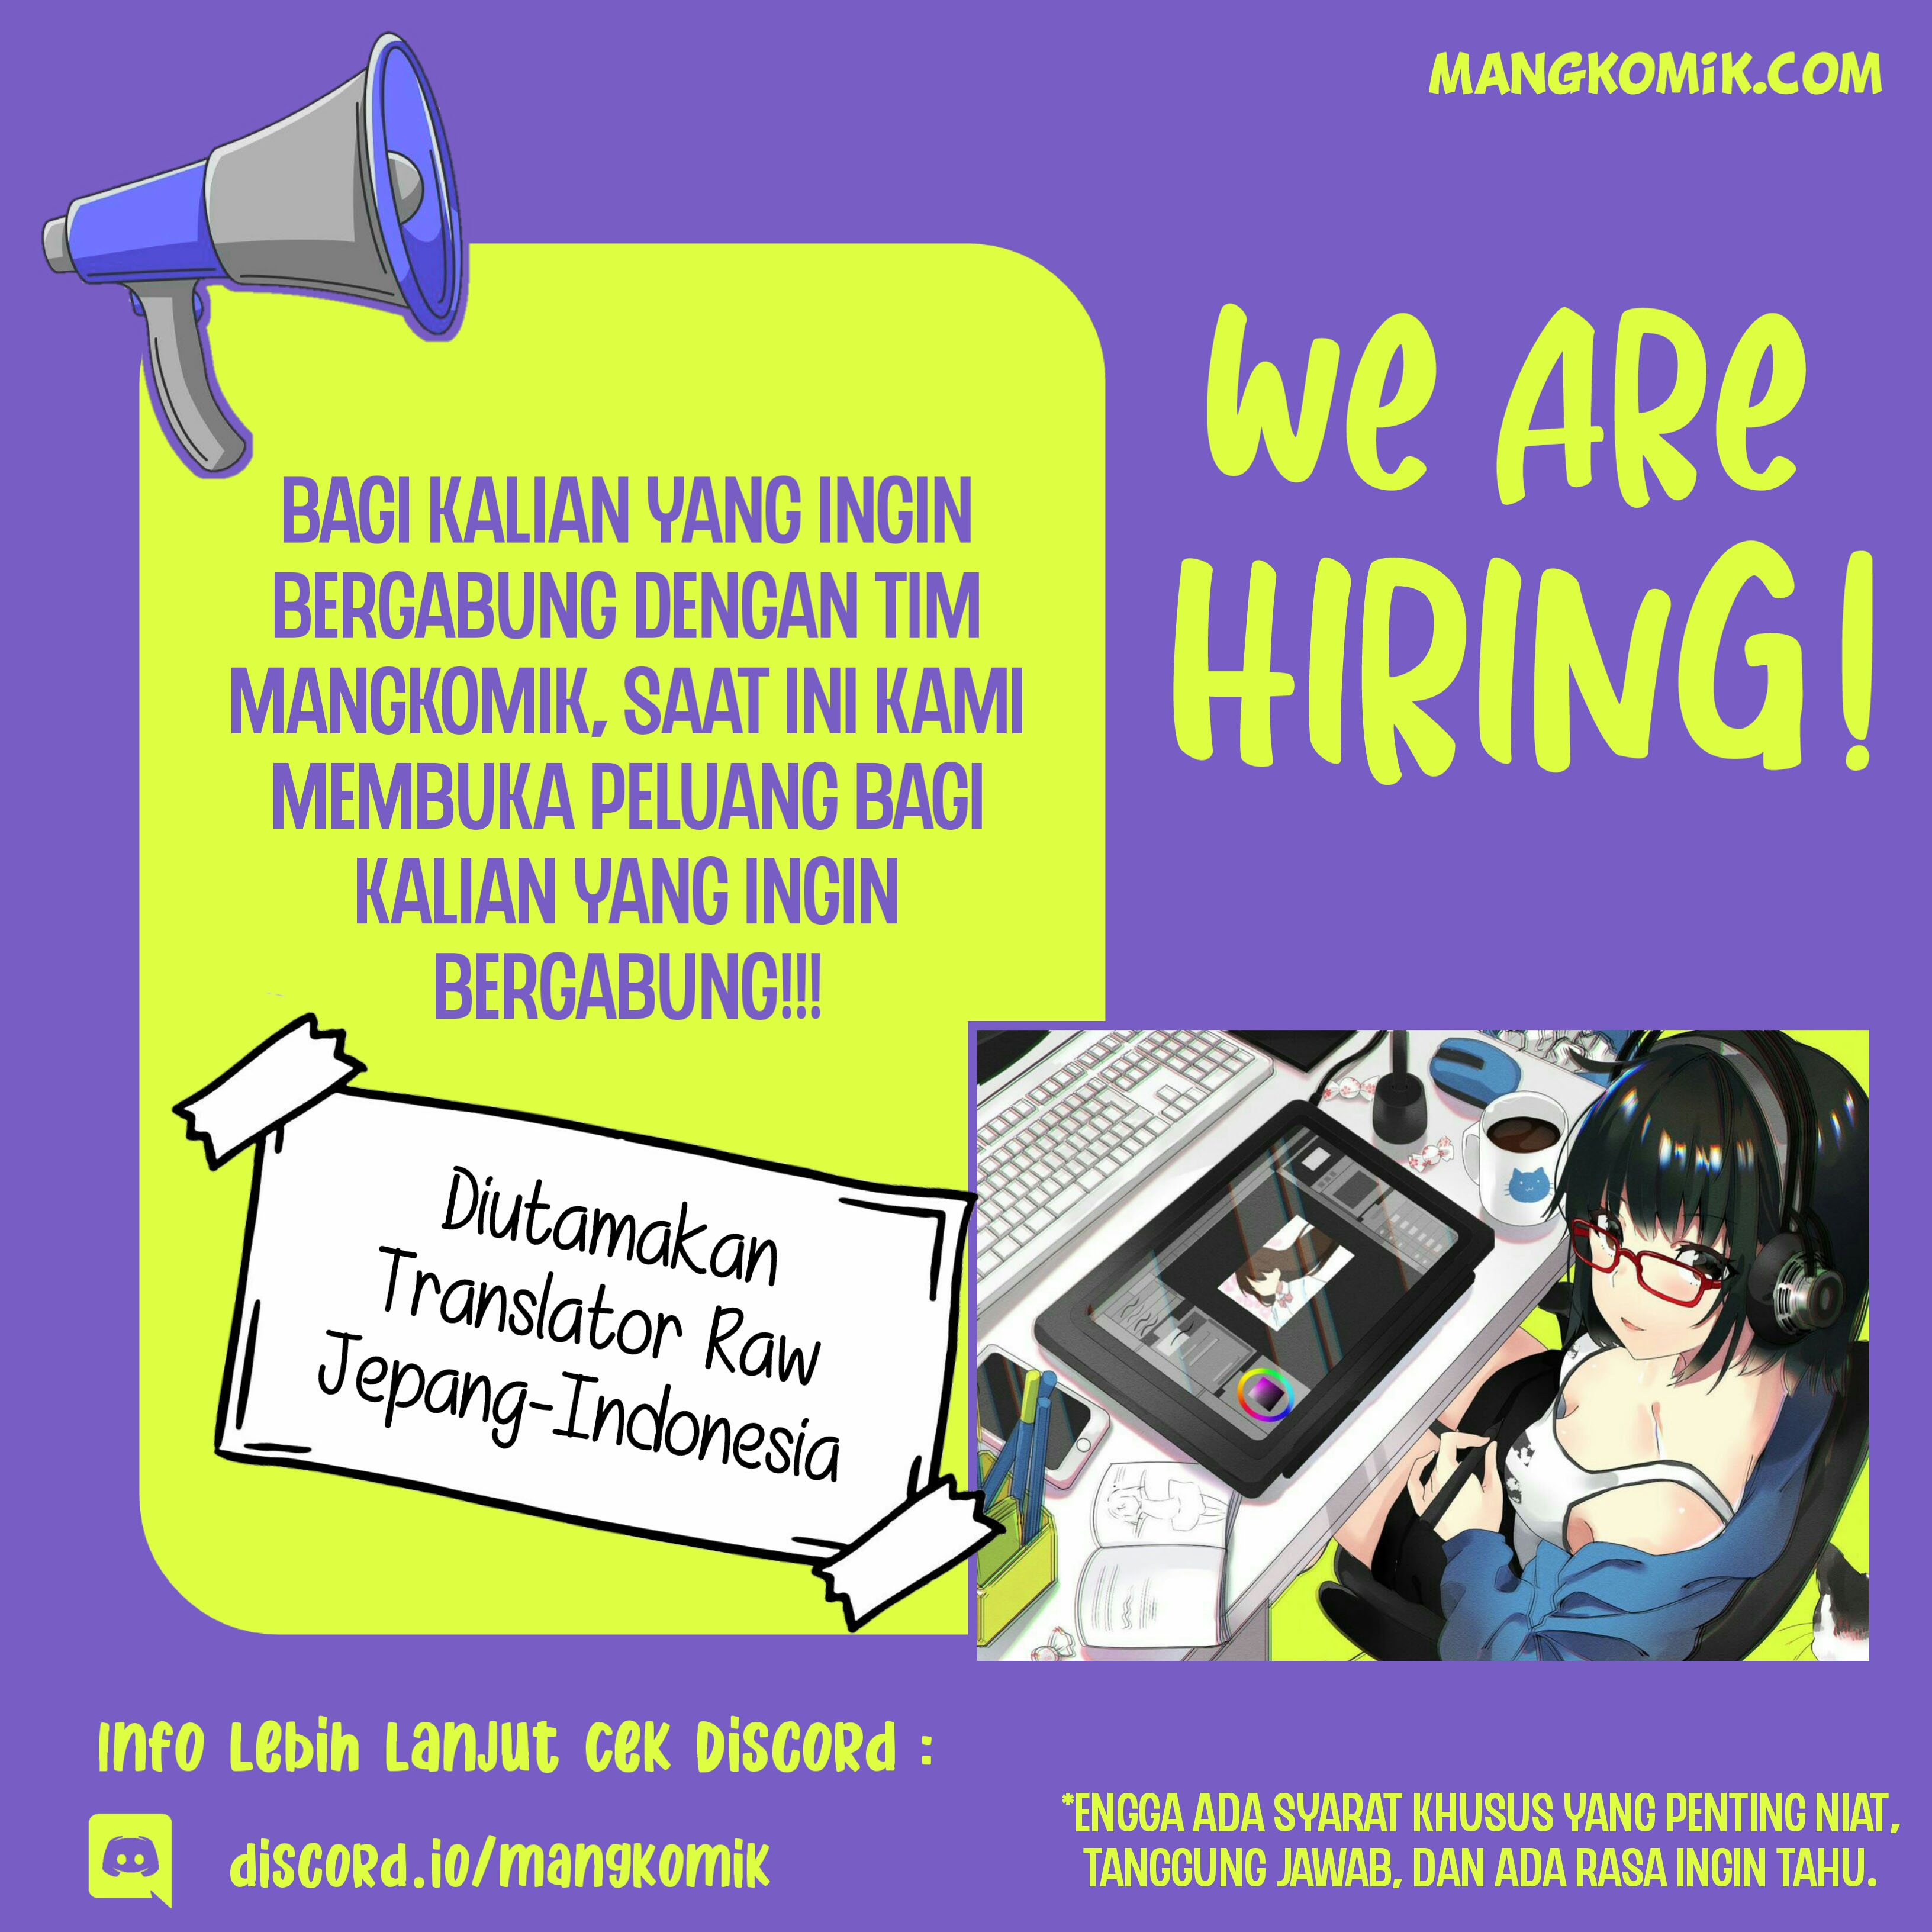 MANGKOMIK.COM
WE ARE
HIRING!
BAGI KALIAN YANG INGIN
BERGABUNG DENGAN TIM
MANGKOMIK, SAAT INI KAMI
MEMBUKA PELUANG BAGI
KALIAN YANG INGIN
BERGABUNG!!!
Diutamakan
Translator Raw
Jepang-Indonesia
Info Lebih Lanjut Cek Discord :
discord.io/mangkomik
*ENGGA ADA SYARAT KHUSUS YANG PENTING NIAT,
TANGGUNG JAWAB, DAN ADA RASA INGIN TAHU.